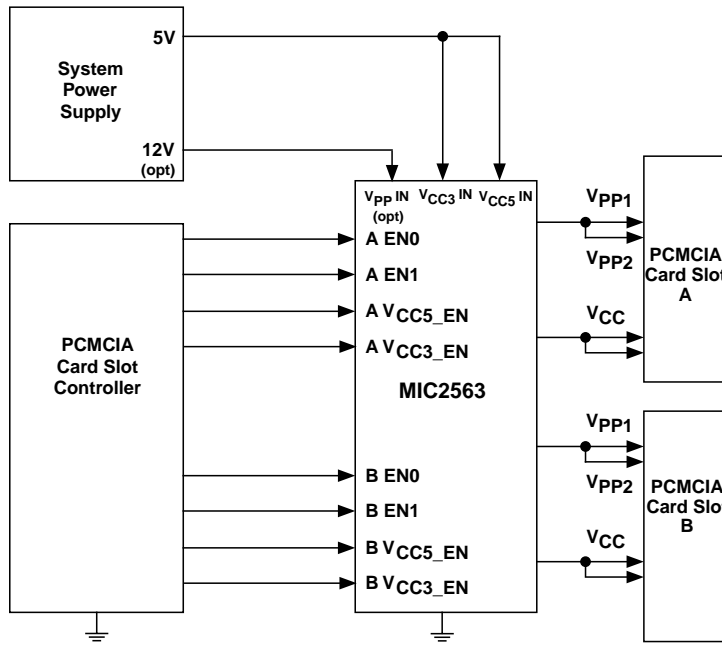 5V
System
Power
Supply
12V
(opt)
VPP IN
(opt)
VCC3 IN
VCC5 IN
A EN0
A EN1
A VCC5_EN
A VCC3_EN
PCMCIA
Card Slot
Controller
MIC2563
B EN0
B EN1
B VCC5_EN
B VCC3_EN
VPP1
VPP2
VCC
PCMCIA
Card Slot
A
VPP1
VPP2
VCC
PCMCIA
Card Slot
B